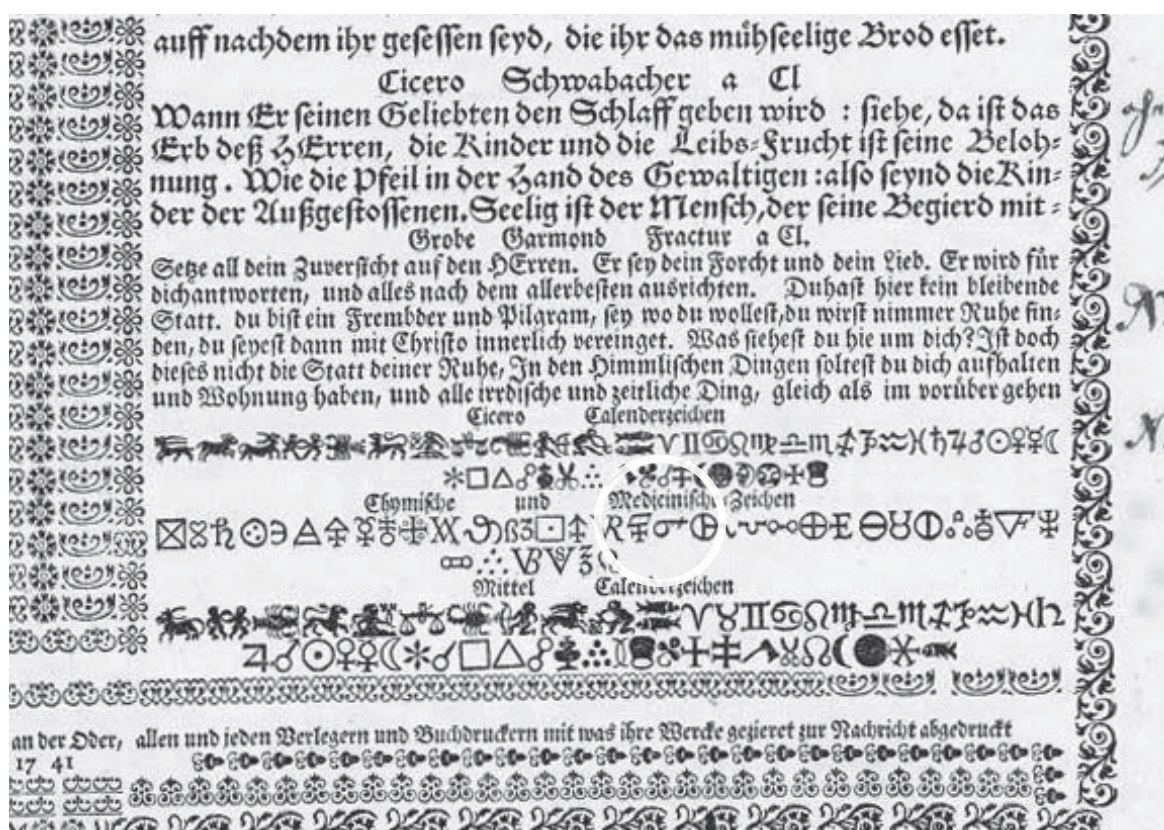 auff nachdem ihr geſeſſen ſeyd, die ihr das mühſeelige Brod eſſet.
Cicero Schwabacher a Cl
Wann Er ſeinen Geliebten den Schlaff geben wird : ſiehe, da iſt das
Erb deß HErren, die Kinder und die Leibs-Frucht iſt ſeine Beloh-
nung . Wie die Pfeil in der Hand des Gewaltigen :alſo ſeynd die Kin-
der der Außgeſtoſſenen. Seelig iſt der Menſch, der ſeine Begierd mit-
Grobe Garmond Fractur a Cl.
Setze all dein Zuverſicht auf den HErren. Er ſey dein Forcht und dein Lieb. Er wird für
dich antworten, und alles nach dem allerbeſten ausrichten. Du haſt hier kein bleibende
Statt. du biſt ein Frembder und Pilgram, ſey wo du wolleſt, du wirſt nimmer Ruhe fin-
den, du ſeyeſt dann mit Chriſto innerlich vereinget. Was ſieheſt du hie um dich? Iſt doch
dieſes nicht die Statt deiner Ruhe, In den Himmliſchen Dingen ſolteſt du dich aufhalten
und Wohnung haben, und alle irrdiſche und zeitliche Ding, gleich als im vorüber gehen
Cicero Calenderzeichen
♈♊♋♌♍♎♏♐♑♒♓♄♃♂☉♀☿☾
Chymiſche und Mediciniſche Zeichen
Mittel Calenderzeichen
♈♉♊♋♌♍♎♏♐♑♒♓♄
an der Oder, allen und jeden Verlegern und Buchdruckern mit was ihre Wercke gezieret zur Nachricht abgedruckt
17 41